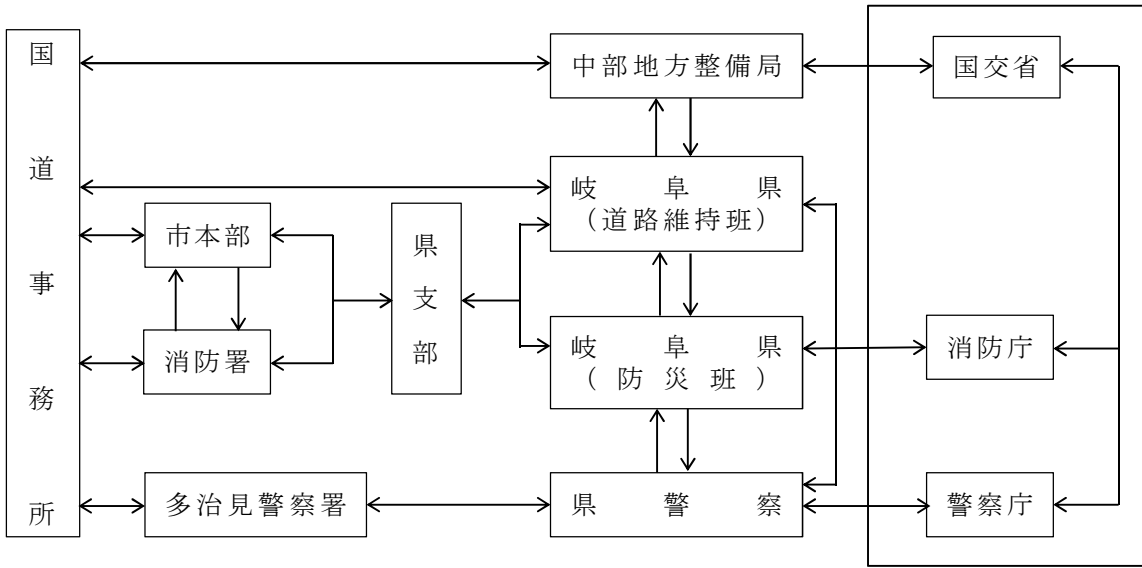 国道事務所
中部地方整備局
国交省
岐阜県
（道路維持班）
市本部
県支部
消防署
岐阜県
（防災班）
消防庁
多治見警察署
県警察
警察庁